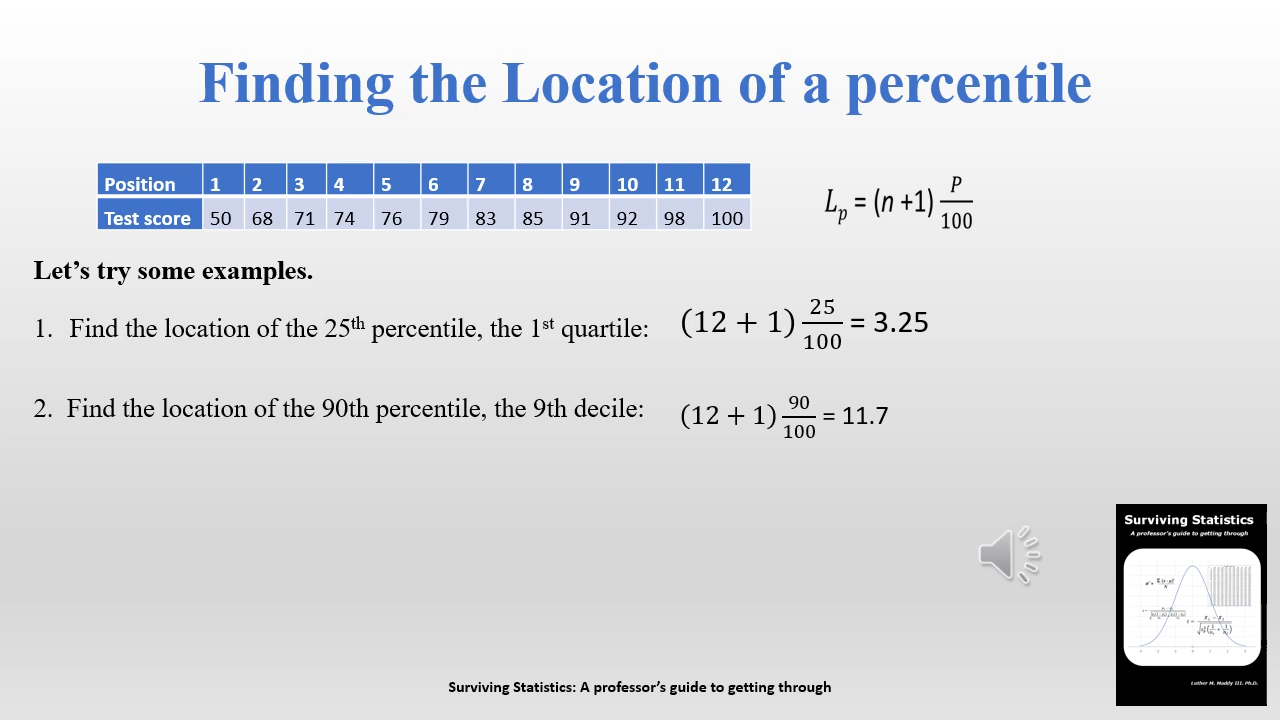 Finding the Location of a percentile
Position 1 2 3 4 5 6 7 8 9 10 11 12
Test score 50 68 71 74 76 79 83 85 91 92 98 100
L_p = (n +1) P/100
Let’s try some examples.
1. Find the location of the 25th percentile, the 1st quartile: (12 + 1) 25/100 = 3.25
2. Find the location of the 90th percentile, the 9th decile: (12 + 1) 90/100 = 11.7
Surviving Statistics
A professor's guide to getting through
Luther M. Maddy III, Ph.D.
Surviving Statistics: A professor’s guide to getting through